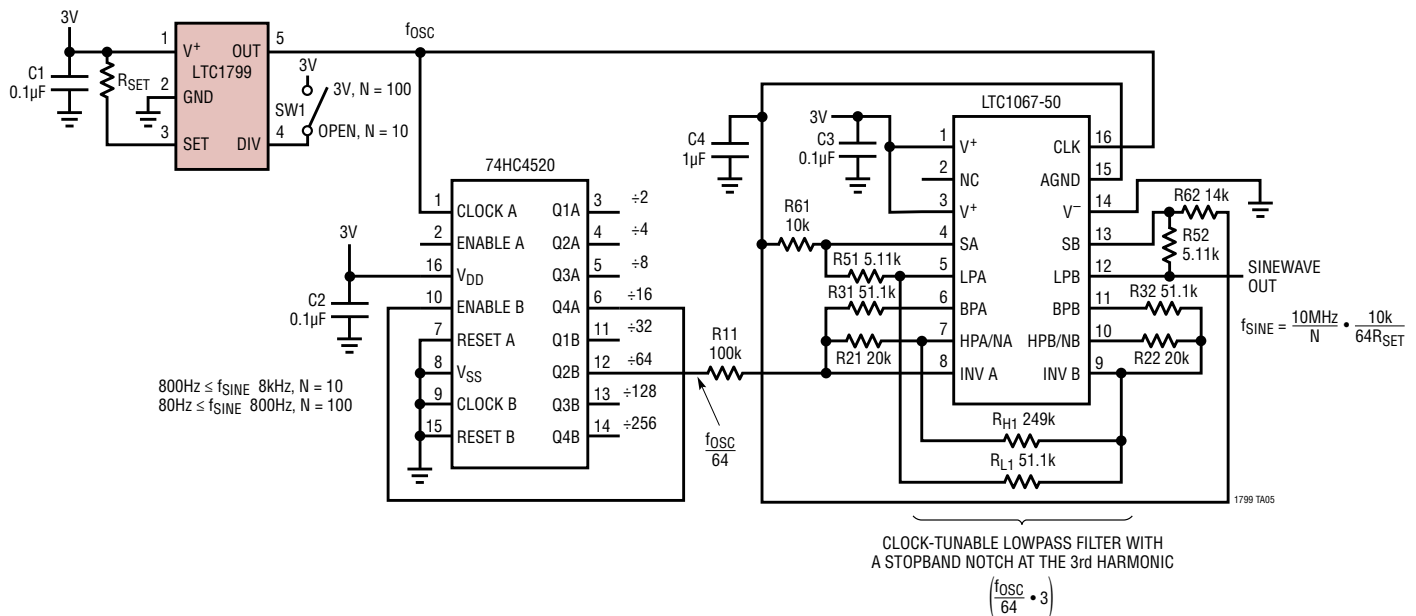 3V
C1
0.1µF
RSET
1
V+
OUT
5
LTC1799
2
GND
3
SET
DIV
4
3V
SW1
3V, N = 100
OPEN, N = 10
fOSC
74HC4520
1
CLOCK A
Q1A
3
÷2
2
ENABLE A
Q2A
4
÷4
3V
16
VDD
Q3A
5
÷8
C2
0.1µF
10
ENABLE B
Q4A
6
÷16
7
RESET A
Q1B
11
÷32
8
VSS
Q2B
12
÷64
9
CLOCK B
Q3B
13
÷128
15
RESET B
Q4B
14
÷256
800Hz ≤ fSINE 8kHz, N = 10
80Hz ≤ fSINE 800Hz, N = 100
R11
100k
fOSC
64
C4
1µF
3V
C3
0.1µF
R61
10k
R51 5.11k
R31 51.1k
R21 20k
LTC1067-50
1
V+
CLK
16
2
NC
AGND
15
3
V+
V−
14
4
SA
SB
13
5
LPA
LPB
12
6
BPA
BPB
11
7
HPA/NA
HPB/NB
10
8
INV A
INV B
9
R62 14k
R52
5.11k
R32 51.1k
R22 20k
SINEWAVE
OUT
fSINE = 10MHz/N • 10k/64RSET
RH1 249k
RL1 51.1k
1799 TA05
CLOCK-TUNABLE LOWPASS FILTER WITH
A STOPBAND NOTCH AT THE 3rd HARMONIC
(fOSC/64 • 3)